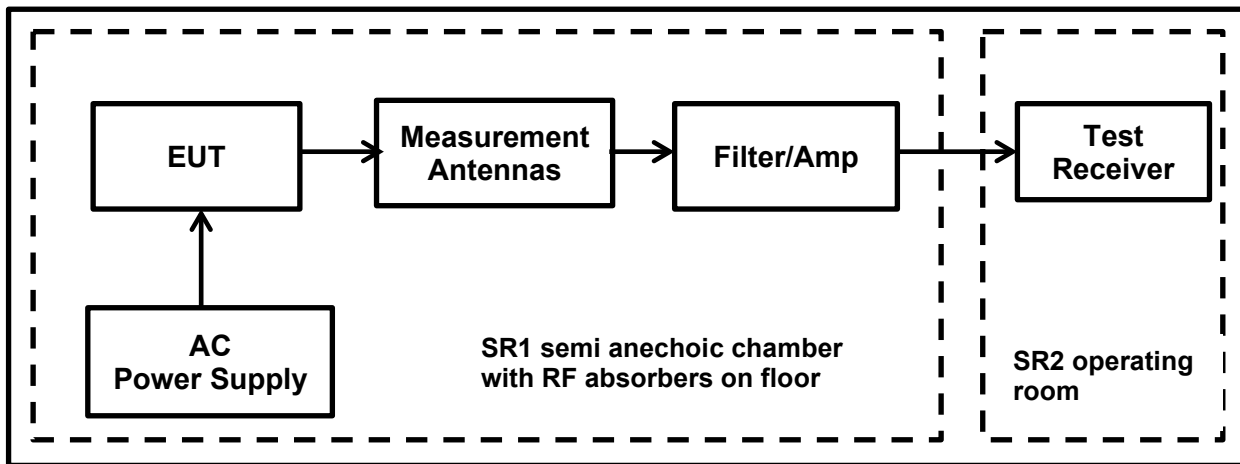 EUT
Measurement
Antennas
Filter/Amp
Test
Receiver
AC
Power Supply
SR1 semi anechoic chamber
with RF absorbers on floor
SR2 operating
room